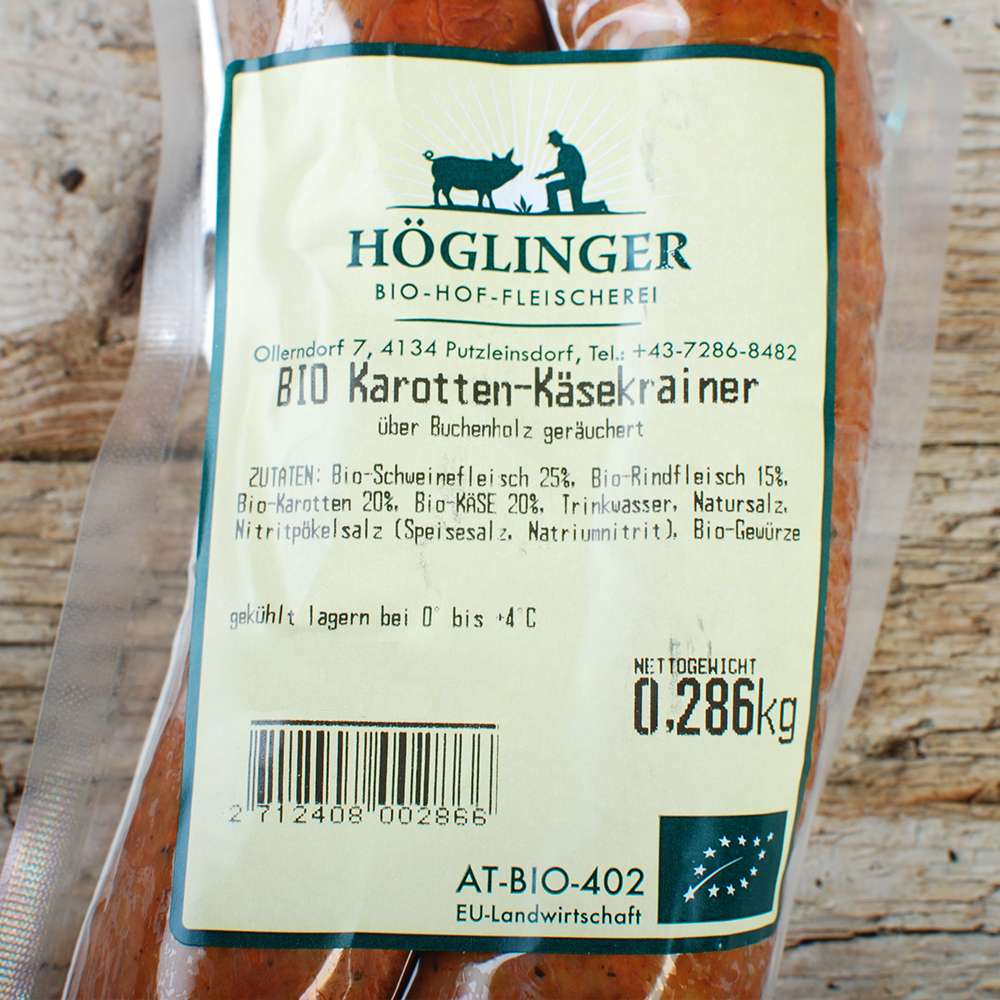 HÖGLINGER
BIO-HOF-FLEISCHEREI
Ollerndorf 7, 4134 Putzleinsdorf, Tel.: +43-7286-8482
BIO Karotten-Käsekrainer
über Buchenholz geräuchert
ZUTATEN: Bio-Schweinefleisch 25%, Bio-Rindfleisch 15%,
Bio-Karotten 20%, Bio-KÄSE 20%, Trinkwasser, Natursalz,
Nitritpökelsalz (Speisesalz, Natriumnitrit), Bio-Gewürze
gekühlt lagern bei 0° bis +4°C
NETTOGEWICHT
0,286kg
2 712408 002866
AT-BIO-402
EU-Landwirtschaft